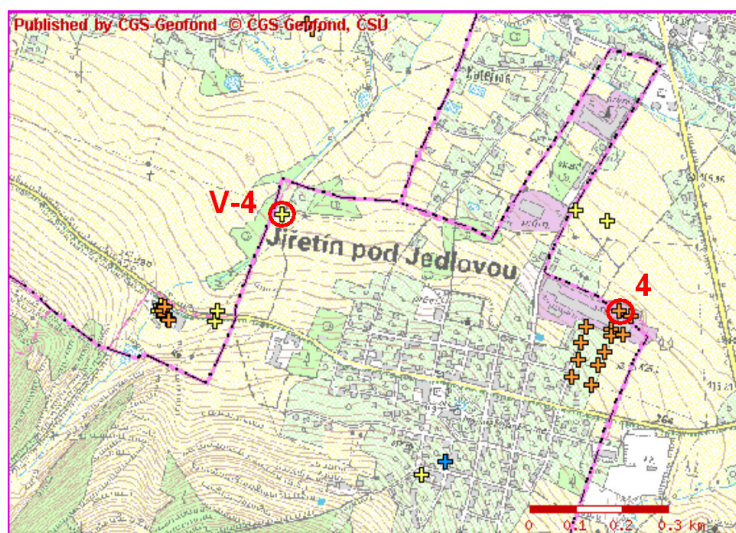 Published by CGS-Geofond © CGS-Geofond, CSÚ
V-4
Jiřetín pod Jedlovou
4
0 0.1 0.2 0.3 km